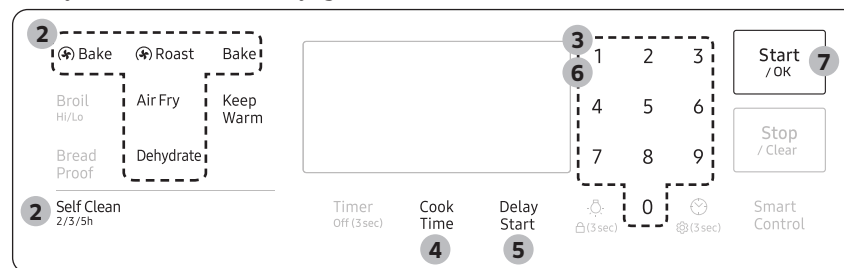 2
Bake Roast Bake
3
1 2 3
6
Start
/ OK
7
Broil
Hi/Lo
Air Fry
Keep
Warm
4 5 6
Stop
/ Clear
Bread
Proof
Dehydrate
7 8 9
2
Self Clean
2/3/5h
Timer
Off (3 sec)
Cook
Time
4
Delay
Start
5
(3 sec)
0
(3 sec)
Smart
Control